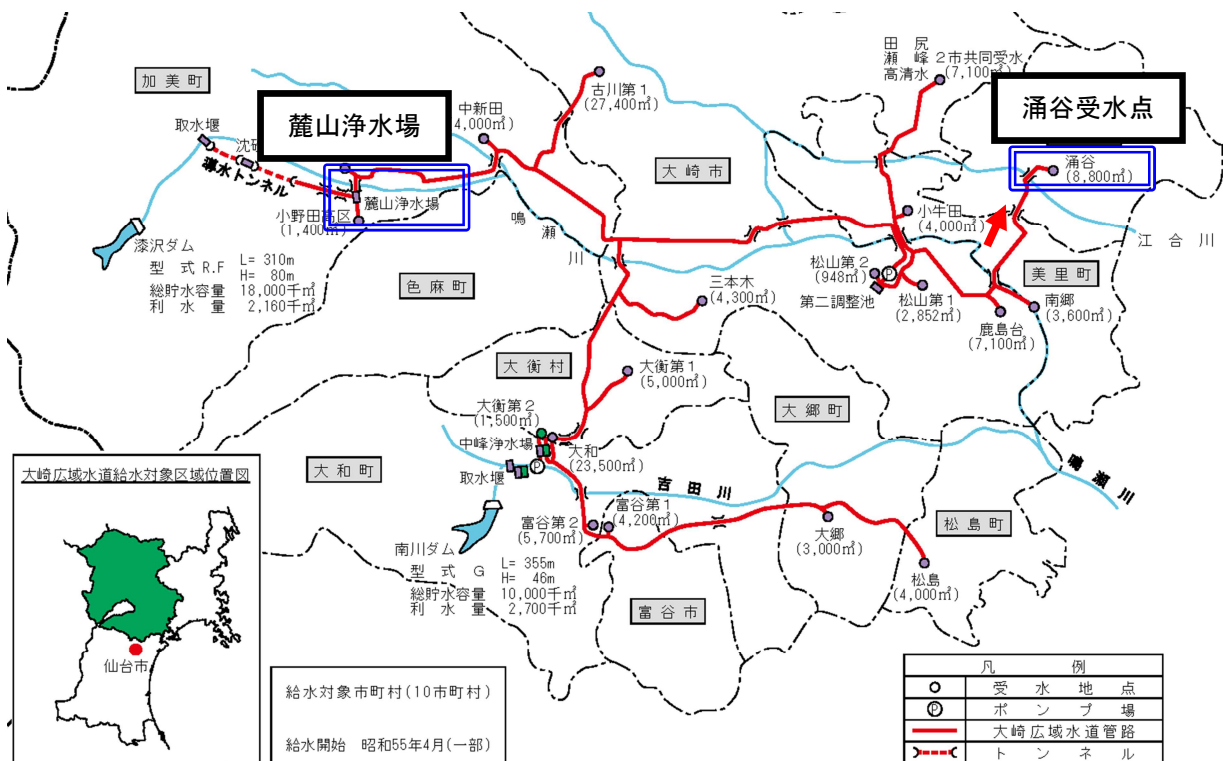 加美町
取水堰
沈砂
導水トンネル
麓山浄水場
麓山浄水場
小野田高区
(1,400㎥)
漆沢ダム
型　式 R.F
L= 310m
H= 80m
総貯水容量 18,000千㎥
利　水　量 2,160千㎥
中新田
4,000㎥)
古川第1
(27,400㎥)
鳴瀬川
色麻町
大崎市
田尻
瀬峰 2市共同受水
高清水 (7,100㎥)
涌谷受水点
涌谷
(8,800㎥)
江合川
小牛田
(4,000㎥)
松山第2
(948㎥)
P
第二調整池
松山第1
(2,852㎥)
美里町
南郷
(3,600㎥)
鹿島台
(7,100㎥)
三本木
(4,300㎥)
大衡村
大衡第1
(5,000㎥)
大衡第2
(1,500㎥)
中峰浄水場
大和
(23,500㎥)
取水堰
P
大和町
大郷町
吉田川
鳴瀬川
富谷第1
(4,200㎥)
富谷第2
(5,700㎥)
大郷
(3,000㎥)
松島町
松島
(4,000㎥)
富谷市
南川ダム
型　式 G
L= 355m
H= 46m
総貯水容量 10,000千㎥
利　水　量 2,700千㎥
大崎広域水道給水対象区域位置図
仙台市
給水対象市町村(10市町村)
給水開始 昭和55年4月(一部)
凡　例
受水地点
P ポンプ場
大崎広域水道管路
トンネル